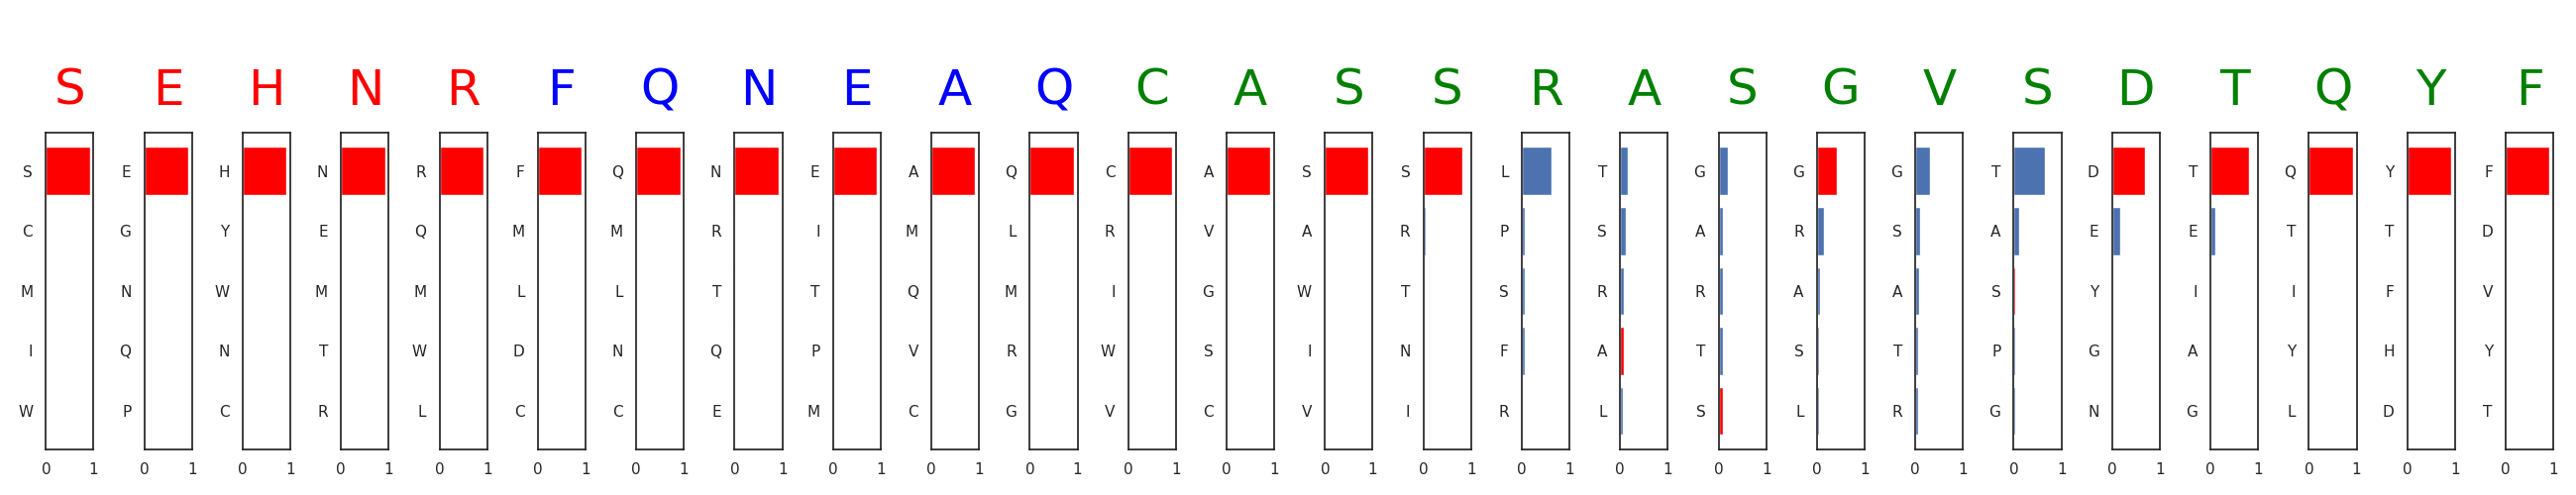 S E H N R F Q N E A Q C A S S R A S G V S D T Q Y F
S E H N R F Q N E A Q C A S S L T G G G T D T Q Y F
C G Y E Q M M R I M L R V A R P S A R S A E E T T D
M N W M M L L T T Q M I G W T S R R A A S Y I I F V
I Q N T W D N Q P V R W S I N F A T S T P G A Y H Y
W P C R L C C E M C G V C V I R L S L R G N G L D T
0 1 0 1 0 1 0 1 0 1 0 1 0 1 0 1 0 1 0 1 0 1 0 1 0 1 0 1 0 1 0 1 0 1 0 1 0 1 0 1 0 1 0 1 0 1 0 1 0 1 0 1